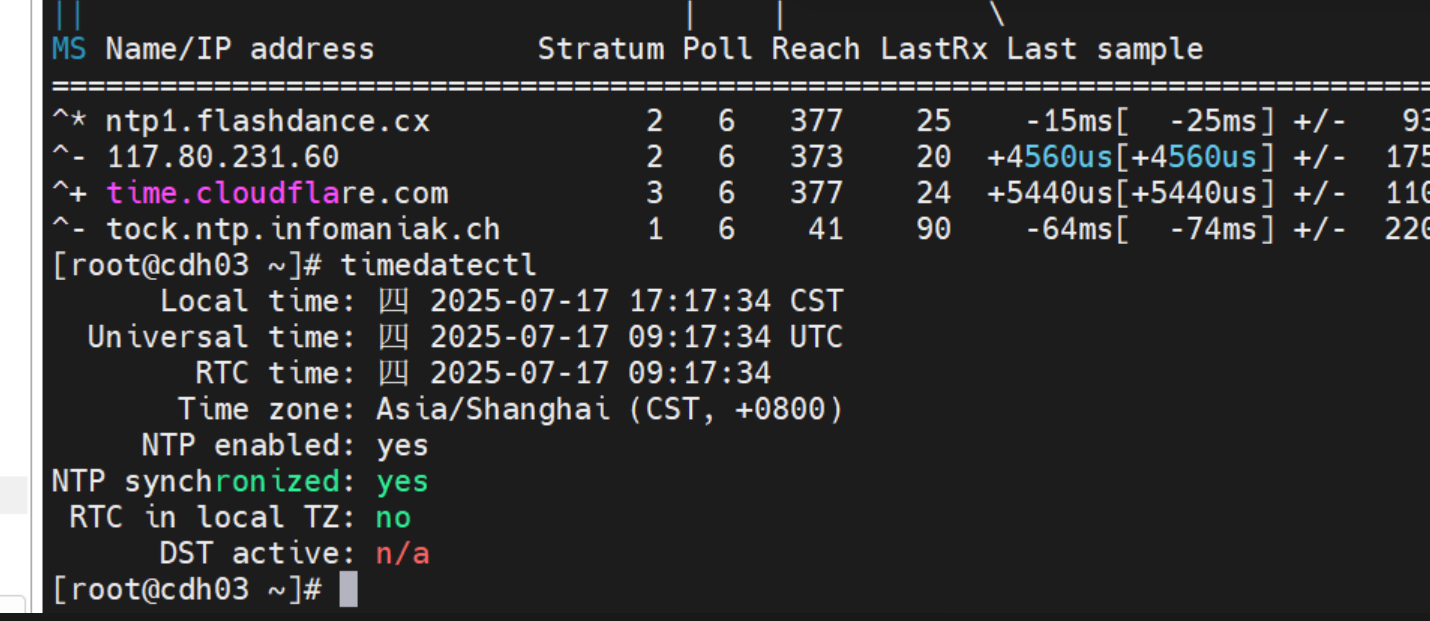 ||                                  |    |          \
MS Name/IP address         Stratum Poll Reach LastRx Last sample
===============================================================================
^* ntp1.flashdance.cx            2   6   377    25    -15ms[  -25ms] +/-   93
^- 117.80.231.60                 2   6   373    20  +4560us[+4560us] +/-  175
^+ time.cloudflare.com           3   6   377    24  +5440us[+5440us] +/-  110
^- tock.ntp.infomaniak.ch        1   6    41    90    -64ms[  -74ms] +/-  220
[root@cdh03 ~]# timedatectl
      Local time: 四 2025-07-17 17:17:34 CST
  Universal time: 四 2025-07-17 09:17:34 UTC
        RTC time: 四 2025-07-17 09:17:34
       Time zone: Asia/Shanghai (CST, +0800)
     NTP enabled: yes
NTP synchronized: yes
 RTC in local TZ: no
      DST active: n/a
[root@cdh03 ~]#